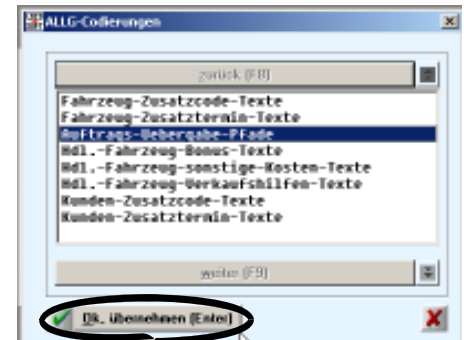 ALLG-Codierungen
zurück (F8)
Fahrzeug-Zusatzcode-Texte
Fahrzeug-Zusatztermin-Texte
Auftrags-Uebergabe-Pfade
Hdl.-Fahrzeug-Bonus-Texte
Hdl.-Fahrzeug-sonstige-Kosten-Texte
Hdl.-Fahrzeug-Verkaufshilfen-Texte
Kunden-Zusatzcode-Texte
Kunden-Zusatztermin-Texte
weiter (F9)
Ok, übernehmen (Enter)